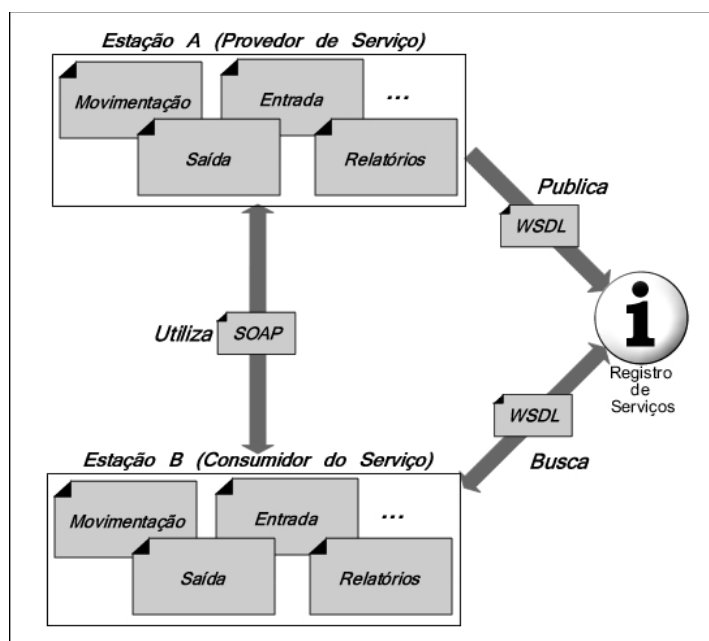 Estação A (Provedor de Serviço)
Movimentação
Entrada
...
Saída
Relatórios
Publica
WSDL
Utiliza
SOAP
i
Registro
de
Serviços
WSDL
Busca
Estação B (Consumidor do Serviço)
Movimentação
Entrada
...
Saída
Relatórios